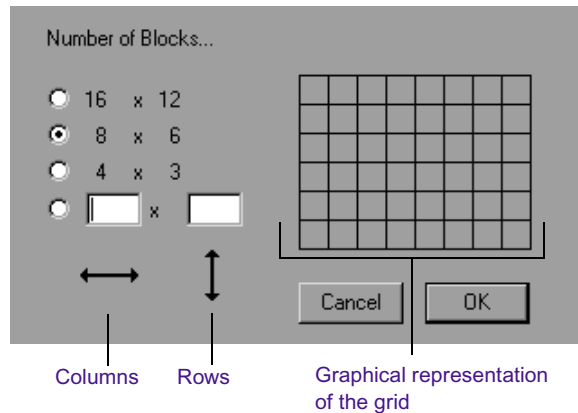 Number of Blocks...
16 x 12
8 x 6
4 x 3
x
Cancel
OK
Columns
Rows
Graphical representation
of the grid